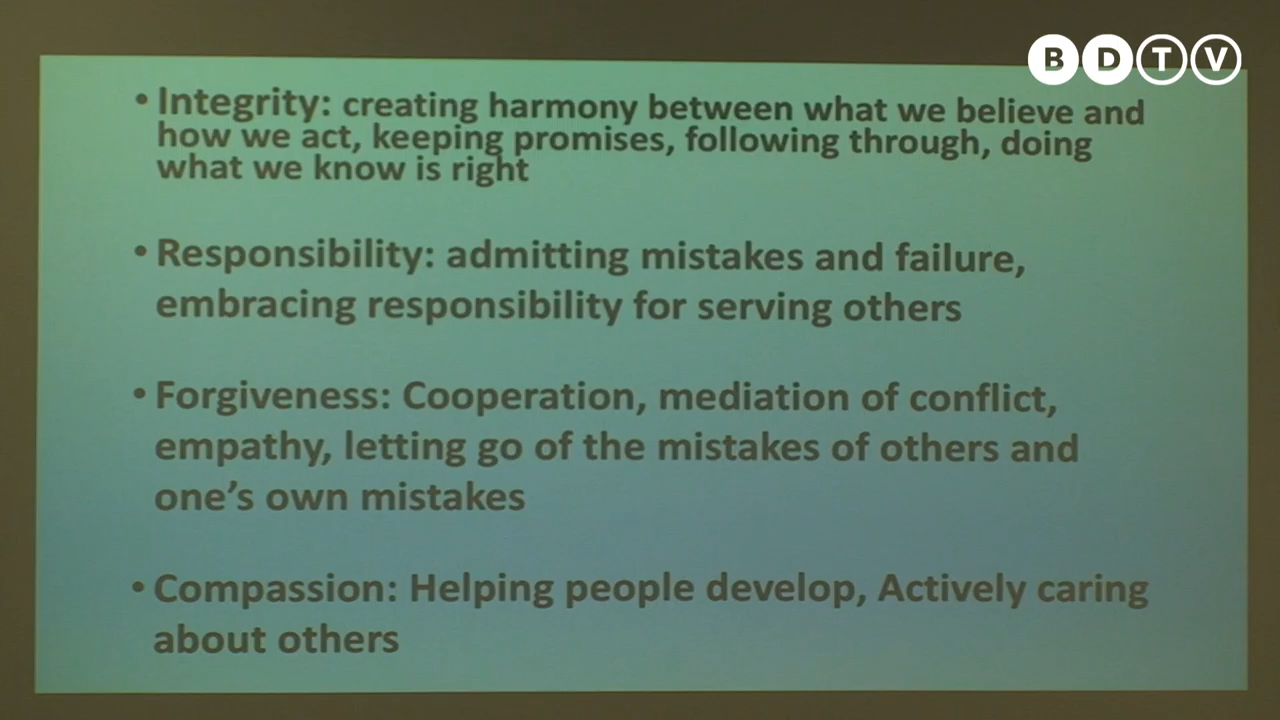 BDTV
• Integrity: creating harmony between what we believe and
how we act, keeping promises, following through, doing
what we know is right
• Responsibility: admitting mistakes and failure,
embracing responsibility for serving others
• Forgiveness: Cooperation, mediation of conflict,
empathy, letting go of the mistakes of others and
one’s own mistakes
• Compassion: Helping people develop, Actively caring
about others